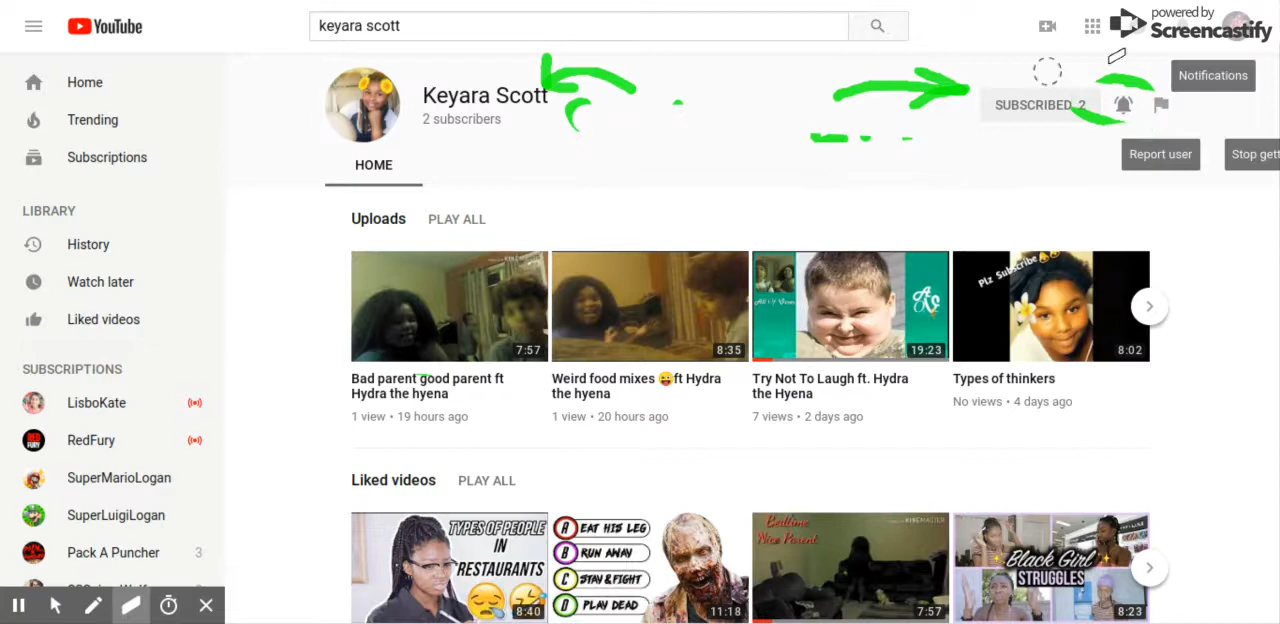 YouTube
keyara scott
powered by
Screencastify
Home
Trending
Subscriptions
LIBRARY
History
Watch later
Liked videos
SUBSCRIPTIONS
LisboKate
RedFury
SuperMarioLogan
SuperLuigiLogan
Pack A Puncher 3
Keyara Scott
2 subscribers
SUBSCRIBED 2
Notifications
Report user
Stop gett
HOME
Uploads PLAY ALL
7:57
8:35
All Of Vines
19:23
Plz Subscribe
8:02
Bad parent good parent ft
Hydra the hyena
1 view • 19 hours ago
Weird food mixes 😜ft Hydra
the hyena
1 view • 20 hours ago
Try Not To Laugh ft. Hydra
the Hyena
7 views • 2 days ago
Types of thinkers
No views • 4 days ago
Liked videos PLAY ALL
TYPES OF PEOPLE
IN
RESTAURANTS
8:40
A EAT HIS LEG
B RUN AWAY
C STAY & FIGHT
D PLAY DEAD
11:18
Bedtime
Nice Parent
KINEMASTER
7:57
Black Girl
STRUGGLES
8:23